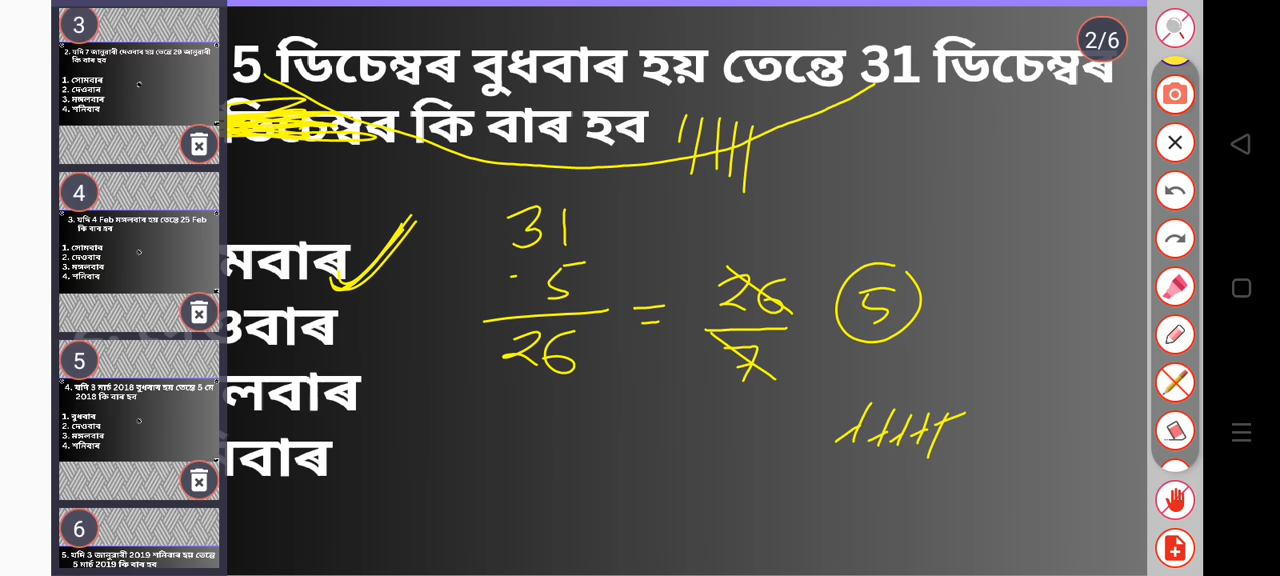 3
2. যদি 7 জানুৱাৰী দেওবাৰ হয় তেন্তে 29 জানুৱাৰী
কি বাৰ হব
1. সোমবাৰ
2. দেওবাৰ
3. মঙ্গলবাৰ
4. শনিবাৰ
4
3. যদি 4 Feb মঙ্গলবাৰ হয় তেন্তে 25 Feb
কি বাৰ হব
1. সোমবাৰ
2. দেওবাৰ
3. মঙ্গলবাৰ
4. শনিবাৰ
5
4. যদি 3 মাৰ্চ 2018 বুধবাৰ হয় তেন্তে 5 মে
2018 কি বাৰ হব
1. বুধবাৰ
2. দেওবাৰ
3. মঙ্গলবাৰ
4. শনিবাৰ
6
5. যদি 3 জানুৱাৰী 2019 শনিবাৰ হয় তেন্তে
5 মাৰ্চ 2019 কি বাৰ হব
2/6
5 ডিচেম্বৰ বুধবাৰ হয় তেন্তে 31 ডিচেম্বৰ
ডিচেম্বৰ কি বাৰ হব
মবাৰ
ওবাৰ
লবাৰ
বাৰ
31
- 5
26 = 26/7 5